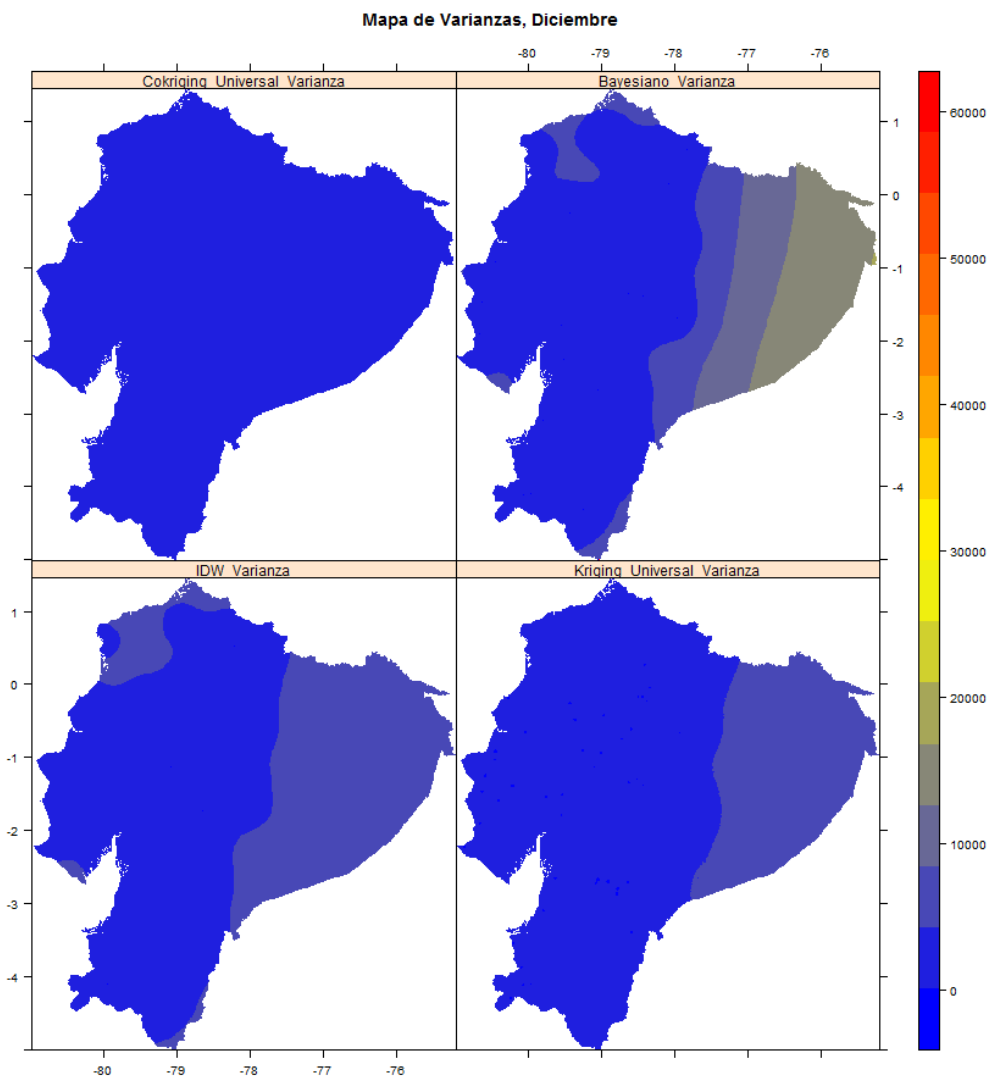 Mapa de Varianzas, Diciembre
-80 -79 -78 -77 -76
Cokriging Universal Varianza
Bayesiano Varianza
1
0
-1
-2
-3
-4
60000
50000
40000
30000
20000
10000
0
IDW Varianza
Kriging Universal Varianza
1
0
-1
-2
-3
-4
-80 -79 -78 -77 -76